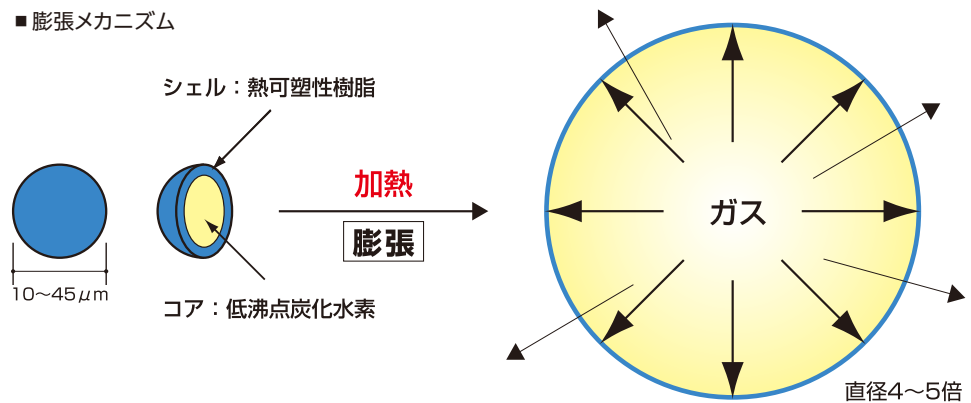 ■ 膨張メカニズム
シェル：熱可塑性樹脂
加熱
膨張
ガス
10～45μm
コア：低沸点炭化水素
直径4～5倍